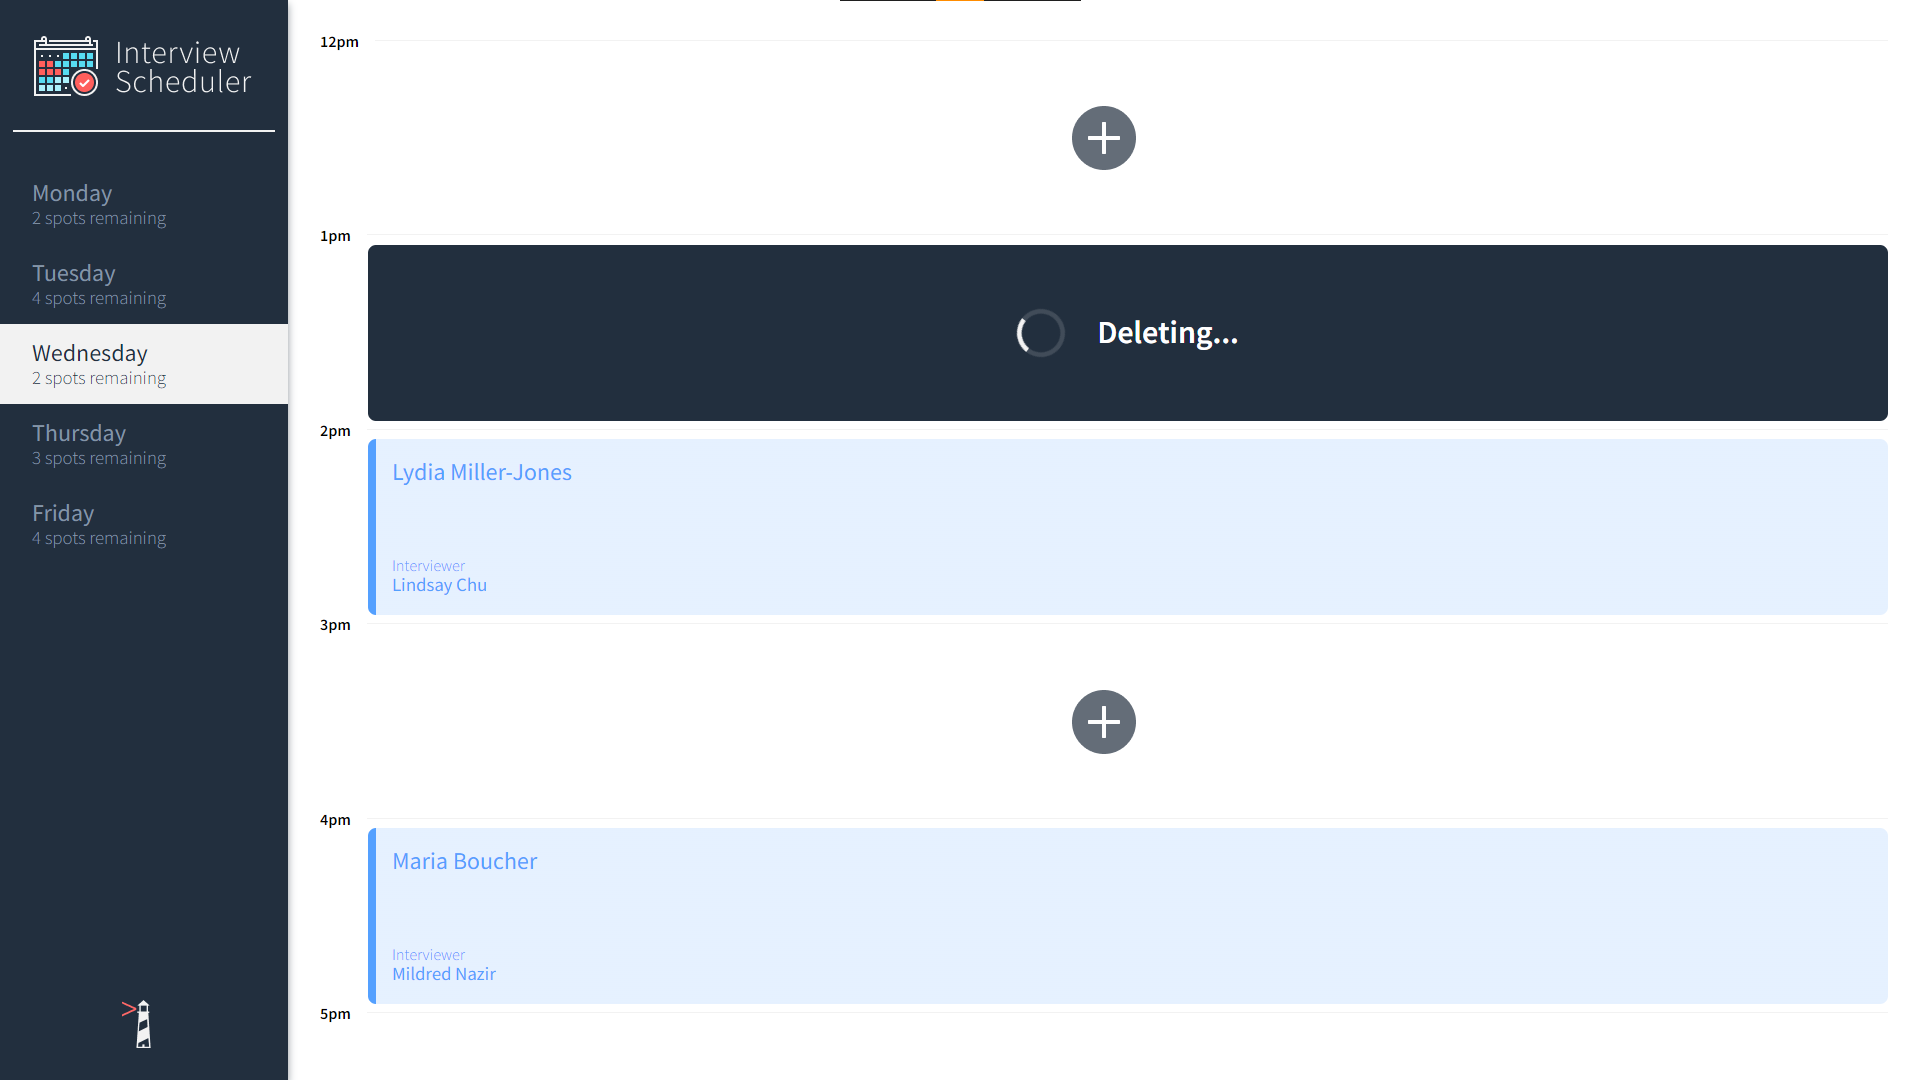 Interview
Scheduler
Monday
2 spots remaining
Tuesday
4 spots remaining
Wednesday
2 spots remaining
Thursday
3 spots remaining
Friday
4 spots remaining
12pm
1pm
Deleting...
2pm
Lydia Miller-Jones
Interviewer
Lindsay Chu
3pm
4pm
Maria Boucher
Interviewer
Mildred Nazir
5pm